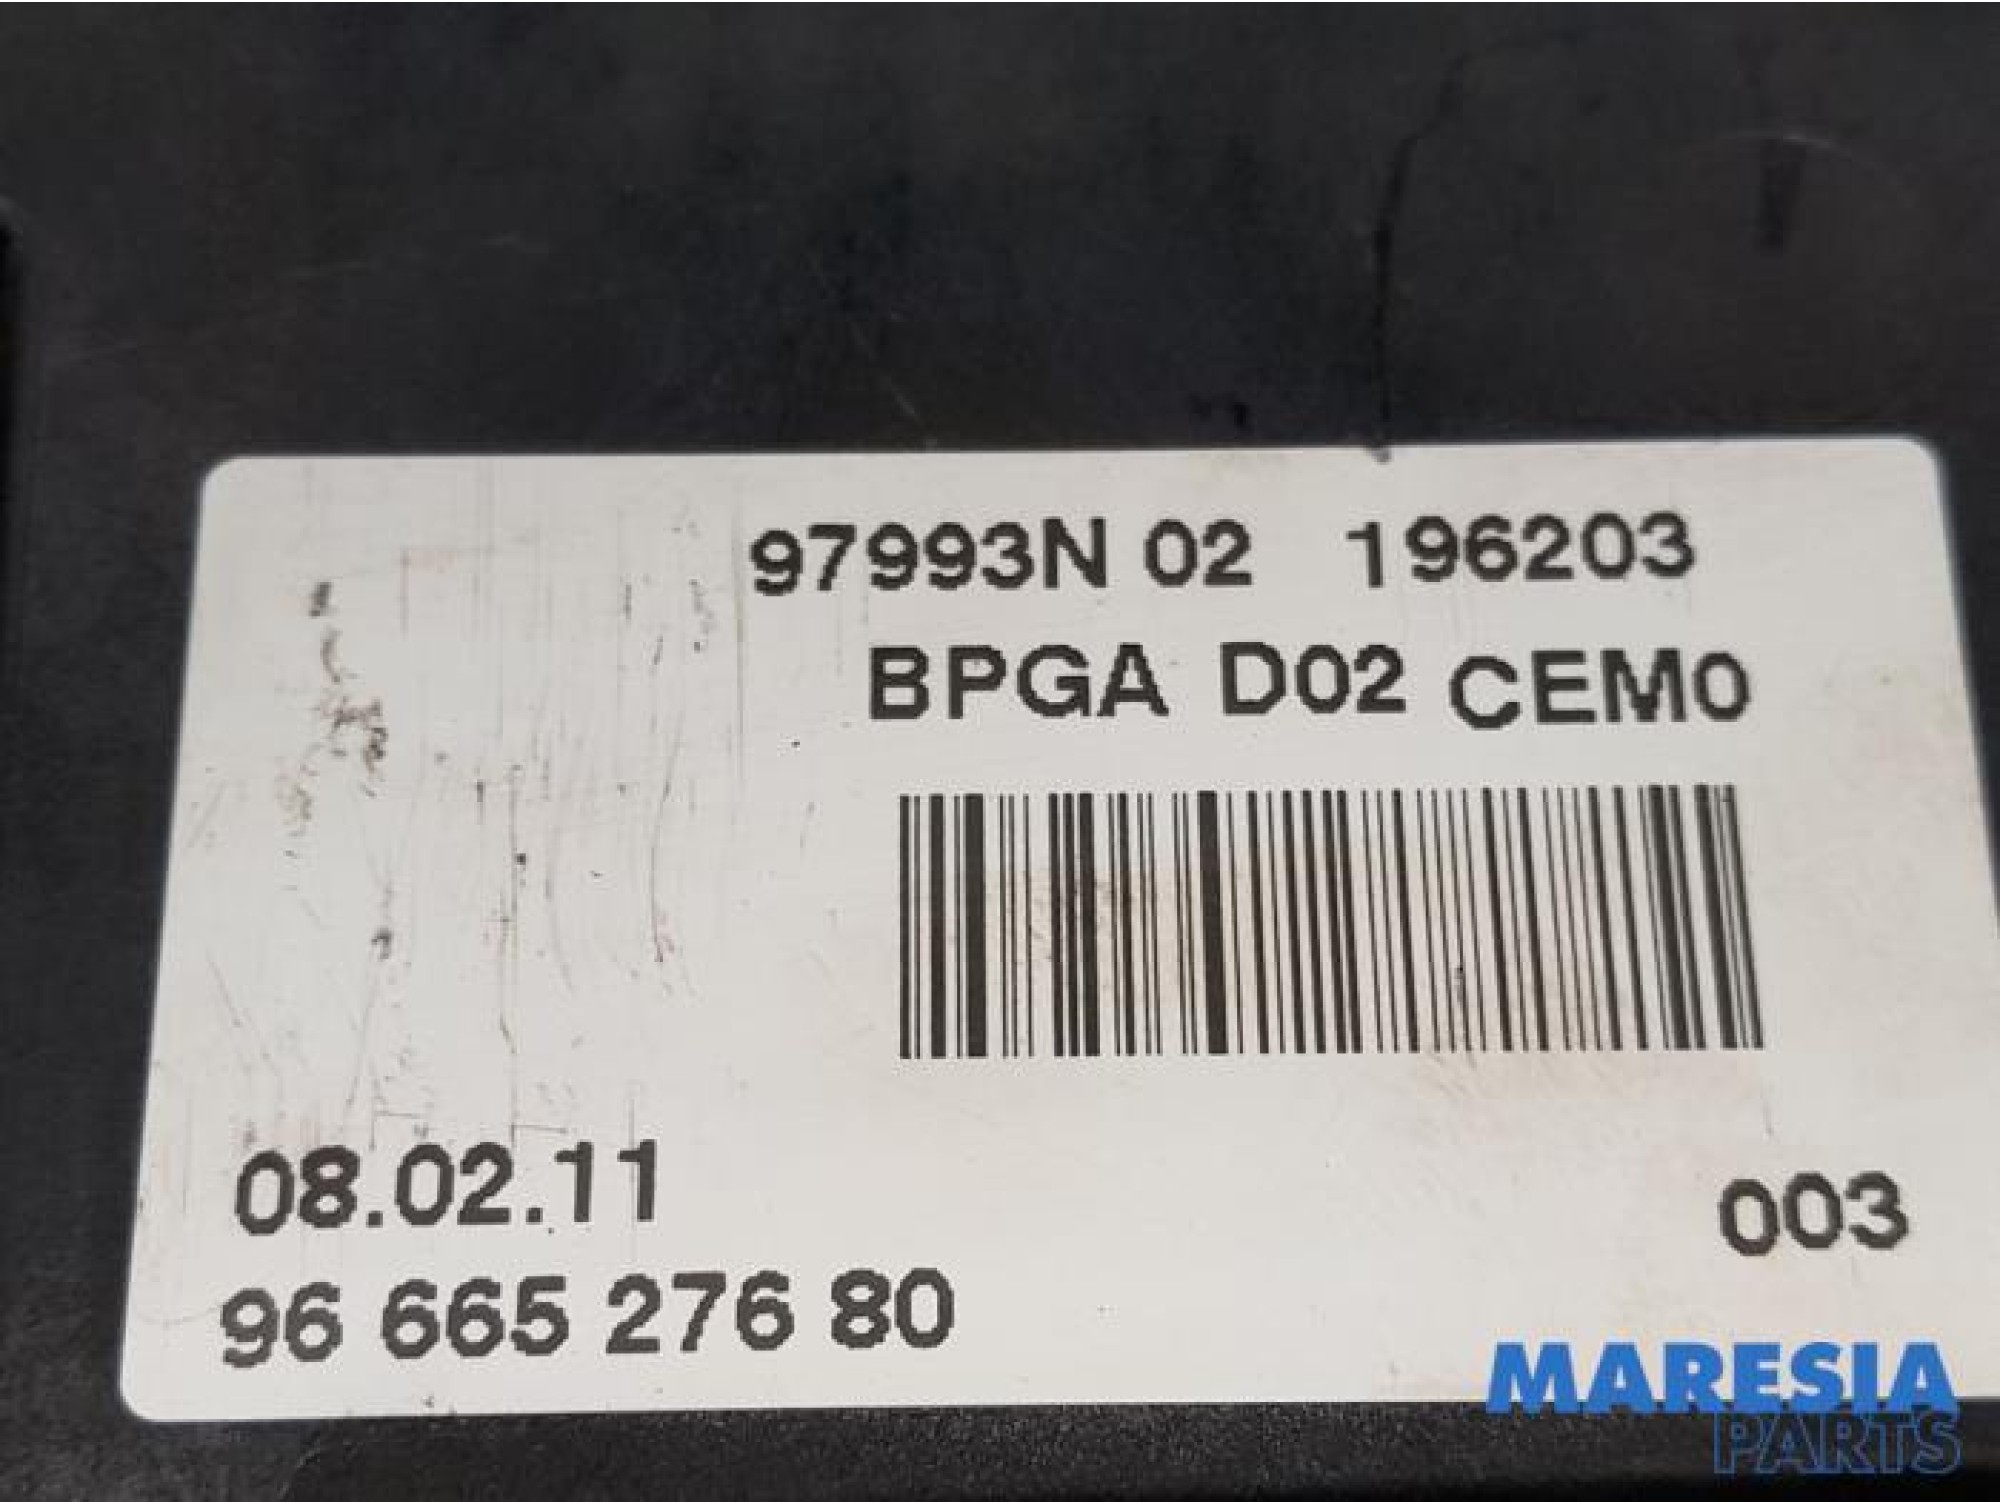 97993N 02 196203
BPGA D02 CEM0
08.02.11
003
96 665 276 80
MARESIA
PARTS